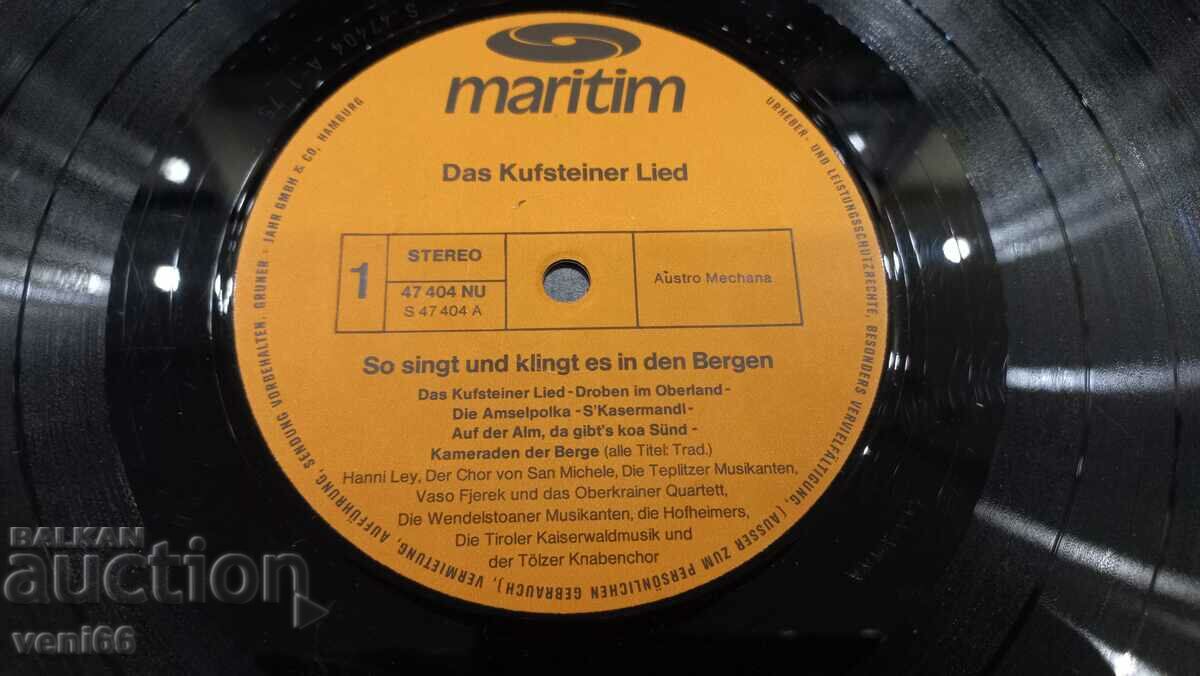 maritim
Das Kufsteiner Lied
1
STEREO
47 404 NU
S 47 404 A
Austro Mechana
So singt und klingt es in den Bergen
Das Kufsteiner Lied - Droben im Oberland -
Die Amselpolka - S'Kasermandl -
Auf der Alm, da gibt's koa Sünd -
Kameraden der Berge (alle Titel: Trad.)
Hanni Ley, Der Chor von San Michele, Die Teplitzer Musikanten,
Vaso Fjerek und das Oberkrainer Quartett,
Die Wendelstoaner Musikanten, die Hofheimers,
Die Tiroler Kaiserwaldmusik und
der Tölzer Knabenchor
URHEBER- UND LEISTUNGSSCHUTZRECHTE, BESONDERS VERVIELFÄLTIGUNG, (AUSSER ZUM PERSÖNLICHEN GEBRAUCH), VERMIETUNG, AUFFÜHRUNG, SENDUNG VORBEHALTEN, GRUNER + JAHR GMBH & CO, HAMBURG
S 47404 A
BALKAN
auction
veni66